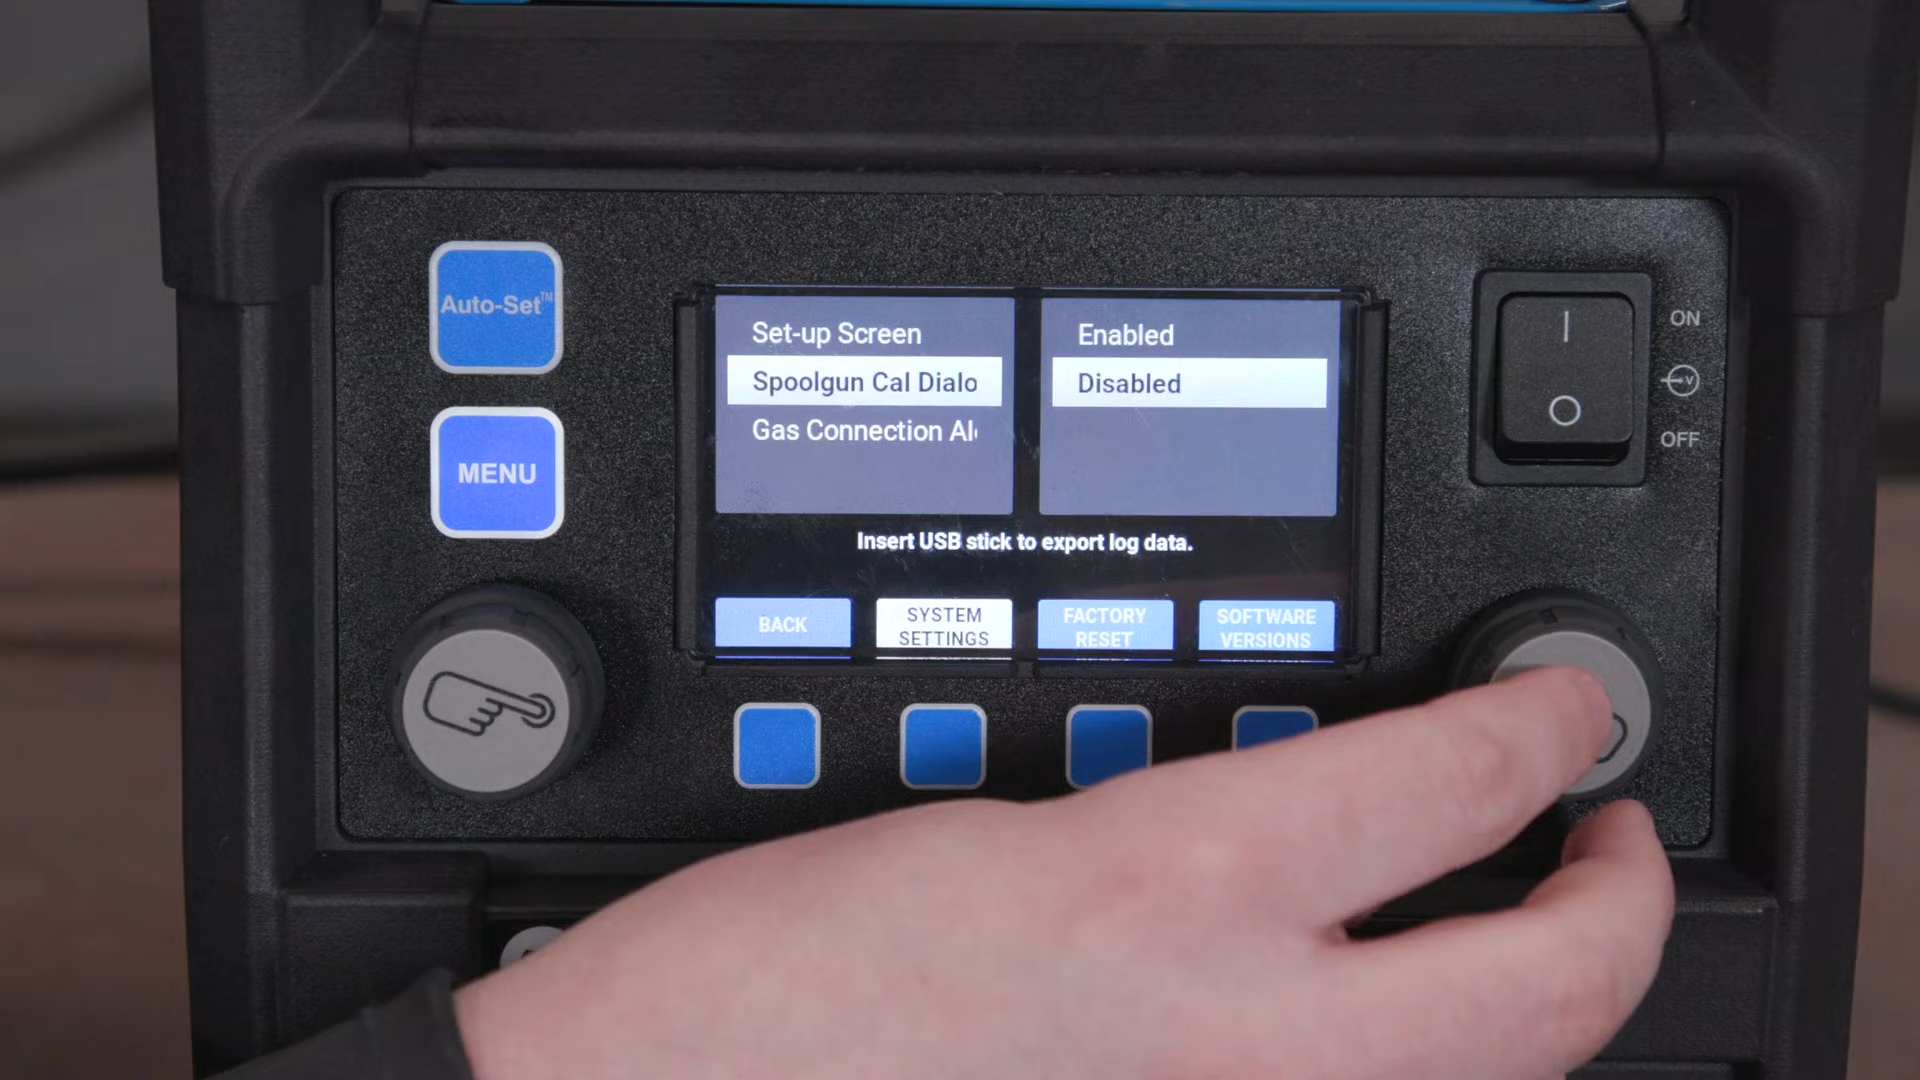 Auto-Set™
MENU
Set-up Screen
Spoolgun Cal Dialo
Gas Connection Al
Enabled
Disabled
Insert USB stick to export log data.
BACK
SYSTEM
SETTINGS
FACTORY
RESET
SOFTWARE
VERSIONS
ON
V
OFF